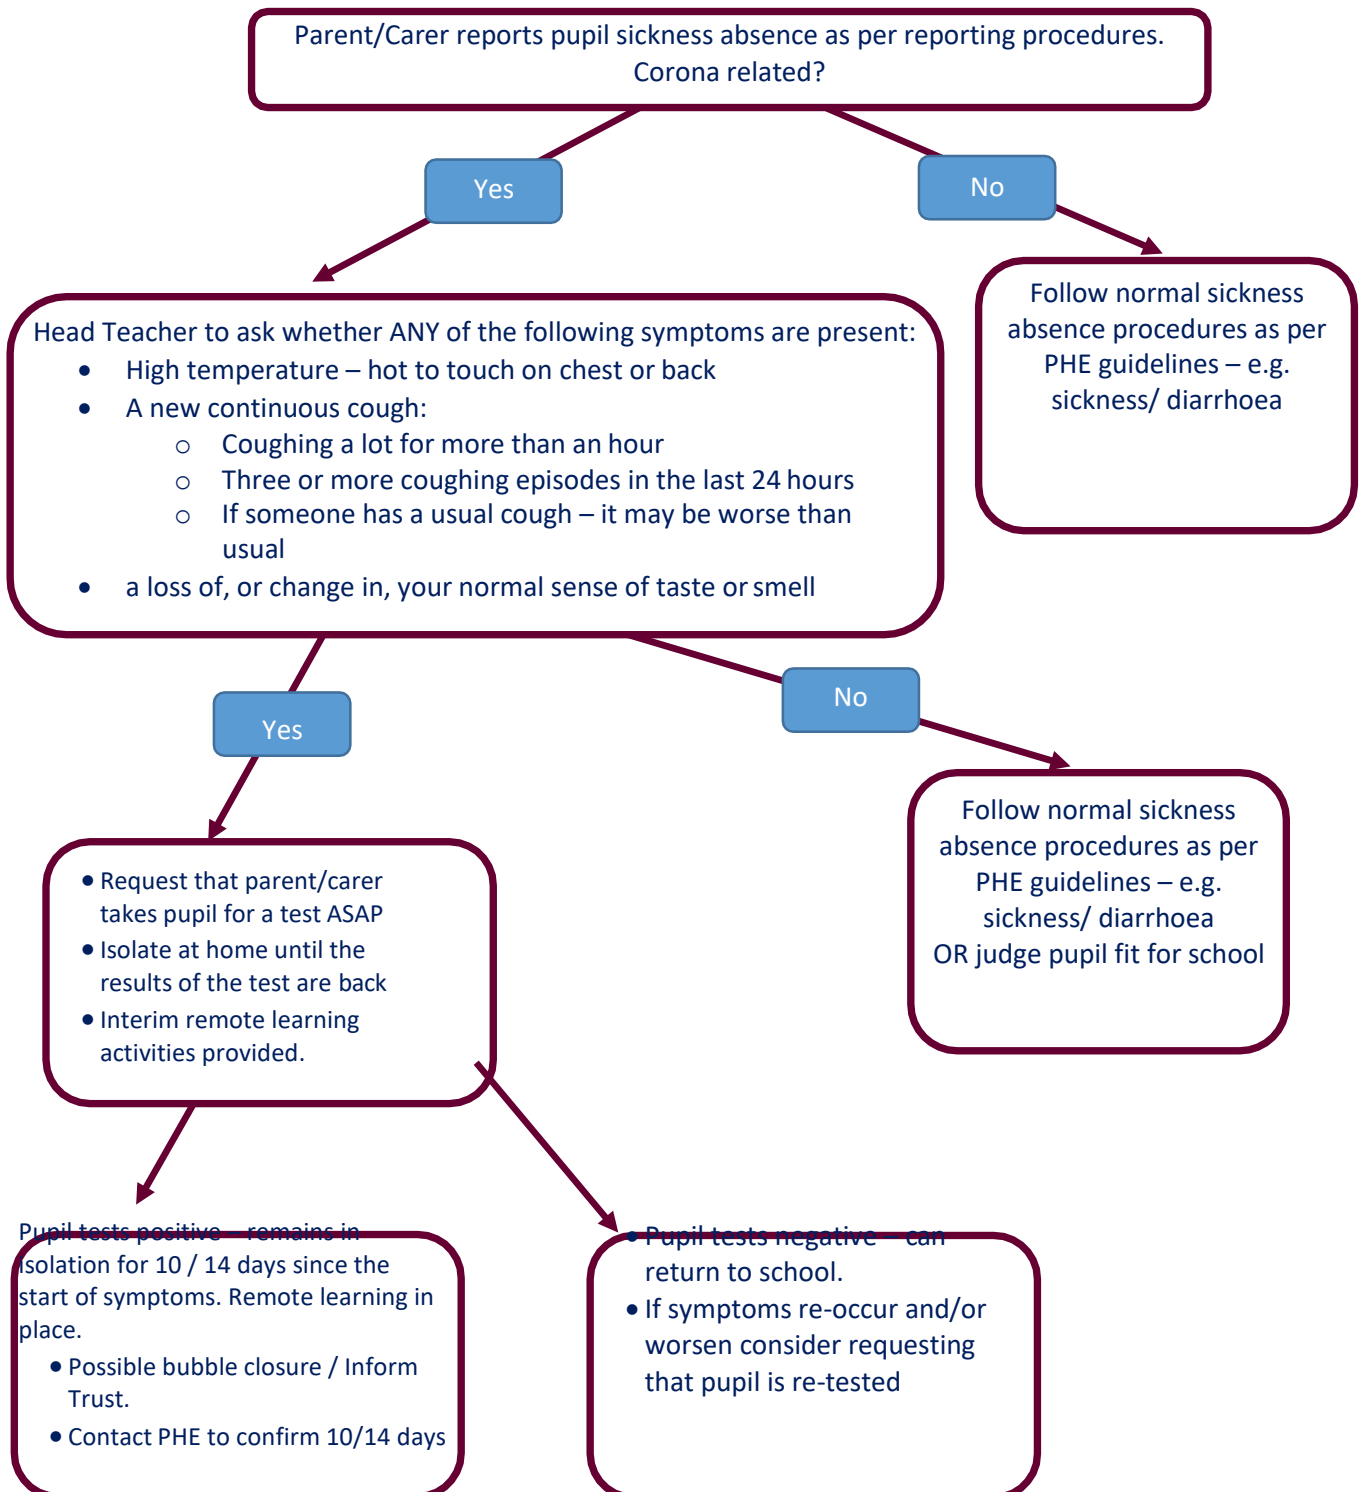 Parent/Carer reports pupil sickness absence as per reporting procedures.
Corona related?
Yes
No
Head Teacher to ask whether ANY of the following symptoms are present:
• High temperature – hot to touch on chest or back
• A new continuous cough:
o Coughing a lot for more than an hour
o Three or more coughing episodes in the last 24 hours
o If someone has a usual cough – it may be worse than
usual
• a loss of, or change in, your normal sense of taste or smell
Follow normal sickness
absence procedures as per
PHE guidelines – e.g.
sickness/ diarrhoea
Yes
No
• Request that parent/carer
takes pupil for a test ASAP
• Isolate at home until the
results of the test are back
• Interim remote learning
activities provided.
Follow normal sickness
absence procedures as per
PHE guidelines – e.g.
sickness/ diarrhoea
OR judge pupil fit for school
Pupil tests positive – remains in
isolation for 10 / 14 days since the
start of symptoms. Remote learning in
place.
• Possible bubble closure / Inform
Trust.
• Contact PHE to confirm 10/14 days
• Pupil tests negative – can
return to school.
• If symptoms re-occur and/or
worsen consider requesting
that pupil is re-tested